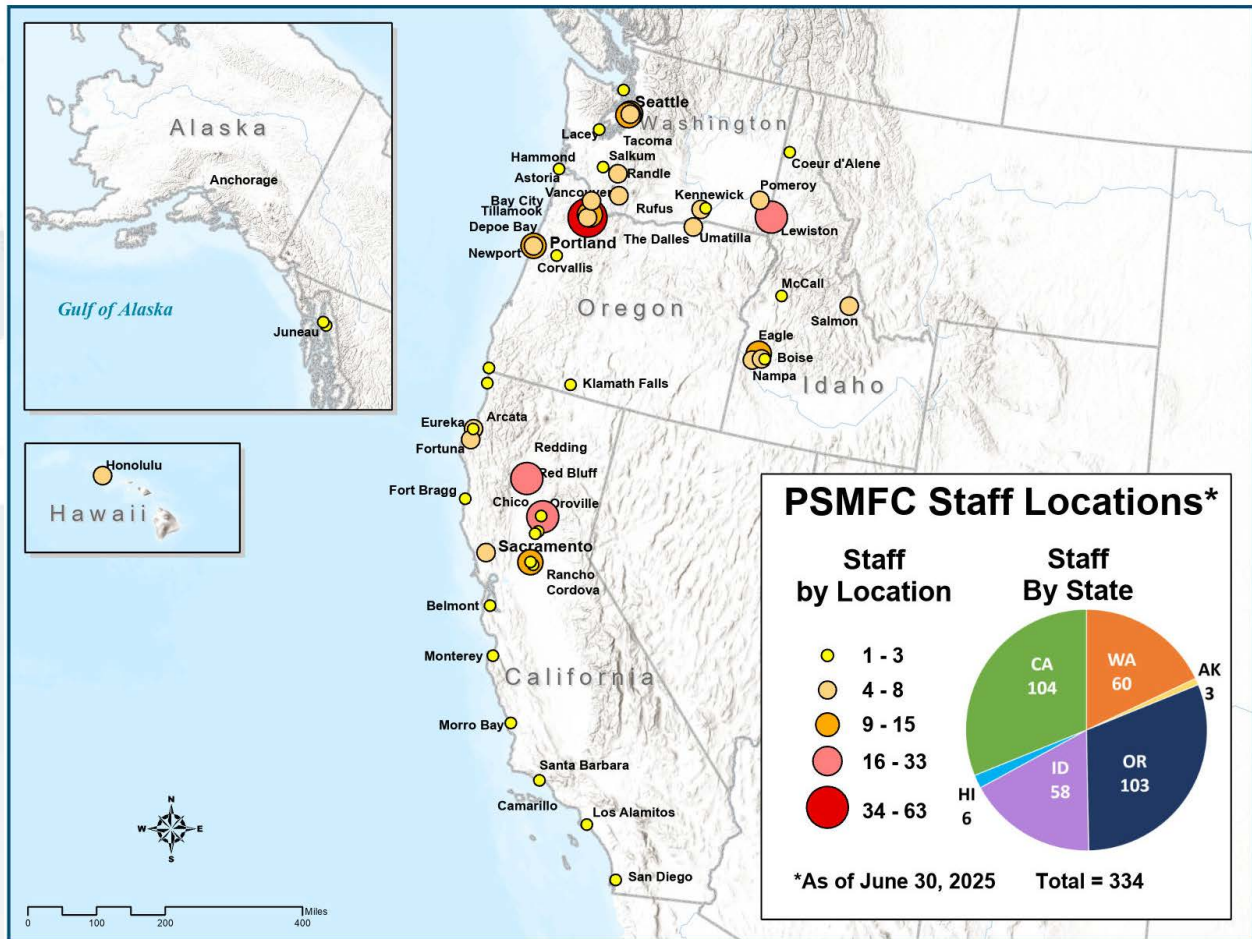 Alaska
Anchorage
Gulf of Alaska
Juneau
Honolulu
Hawaii
Seattle
Washington
Lacey
Tacoma
Hammond
Salkum
Coeur d'Alene
Astoria
Randle
Pomeroy
Vancouver
Kennewick
Bay City
Rufus
Tillamook
Depoe Bay
Lewiston
Portland
The Dalles
Umatilla
Newport
Corvallis
McCall
Oregon
Salmon
Eagle
Boise
Nampa
Idaho
Klamath Falls
Eureka
Arcata
Fortuna
Redding
Red Bluff
Fort Bragg
Chico
Oroville
Sacramento
Rancho
Cordova
Belmont
Monterey
California
Morro Bay
Santa Barbara
Camarillo
Los Alamitos
San Diego
N
W
E
S
Miles
0
100
200
400
PSMFC Staff Locations*
Staff
by Location
1 - 3
4 - 8
9 - 15
16 - 33
34 - 63
Staff
By State
CA
104
WA
60
AK
3
OR
103
ID
58
HI
6
*As of June 30, 2025
Total = 334